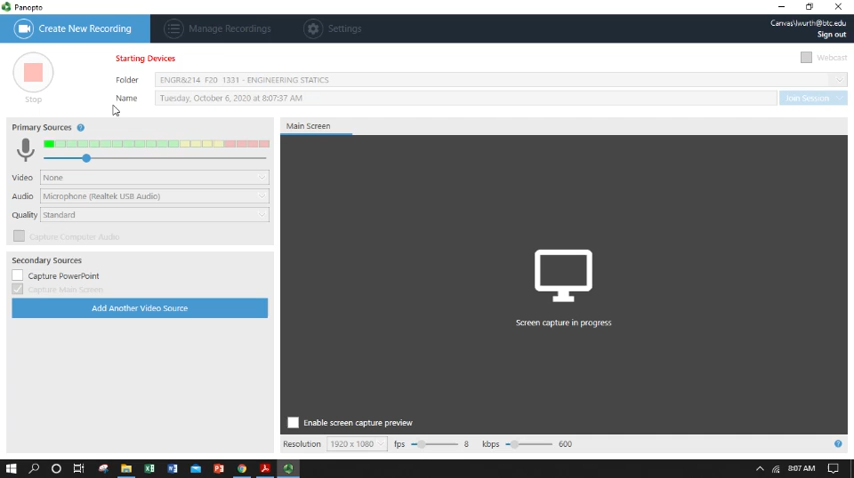 Panopto
Create New Recording
Manage Recordings
Settings
Canvas\lwurth@btc.edu
Sign out
Starting Devices
Webcast
Stop
Folder
ENGR&214 F20 1331 - ENGINEERING STATICS
Name
Tuesday, October 6, 2020 at 8:07:37 AM
Join Session
Primary Sources
Main Screen
Video
None
Audio
Microphone (Realtek USB Audio)
Quality
Standard
Capture Computer Audio
Secondary Sources
Capture PowerPoint
Capture Main Screen
Add Another Video Source
Screen capture in progress
Enable screen capture preview
Resolution
1920 x 1080
fps
8
kbps
600
8:07 AM